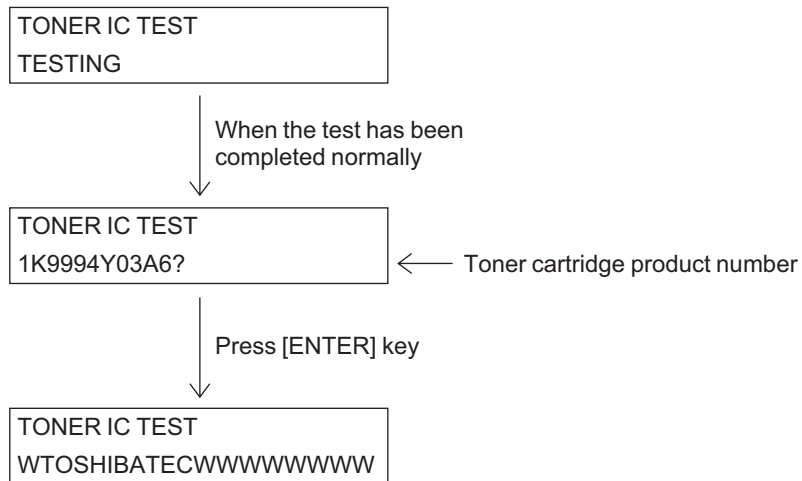 TONER IC TEST
TESTING
When the test has been
completed normally
TONER IC TEST
1K9994Y03A6?
Toner cartridge product number
Press [ENTER] key
TONER IC TEST
WTOSHIBATECWWWWWWWW